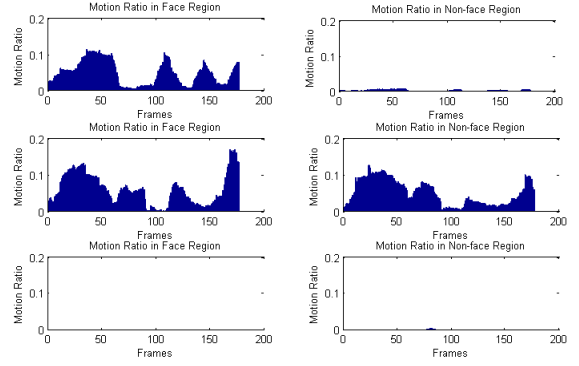 Motion Ratio in Face Region
Motion Ratio in Non-face Region
0.2
0.1
0
Motion Ratio
0 50 100 150 200
Frames
0.2
0.1
0
Motion Ratio
0 50 100 150 200
Frames
Motion Ratio in Face Region
Motion Ratio in Non-face Region
0.2
0.1
0
Motion Ratio
0 50 100 150 200
Frames
0.2
0.1
0
Motion Ratio
0 50 100 150 200
Frames
Motion Ratio in Face Region
Motion Ratio in Non-face Region
0.2
0.1
0
Motion Ratio
0 50 100 150 200
Frames
0.2
0.1
0
Motion Ratio
0 50 100 150 200
Frames